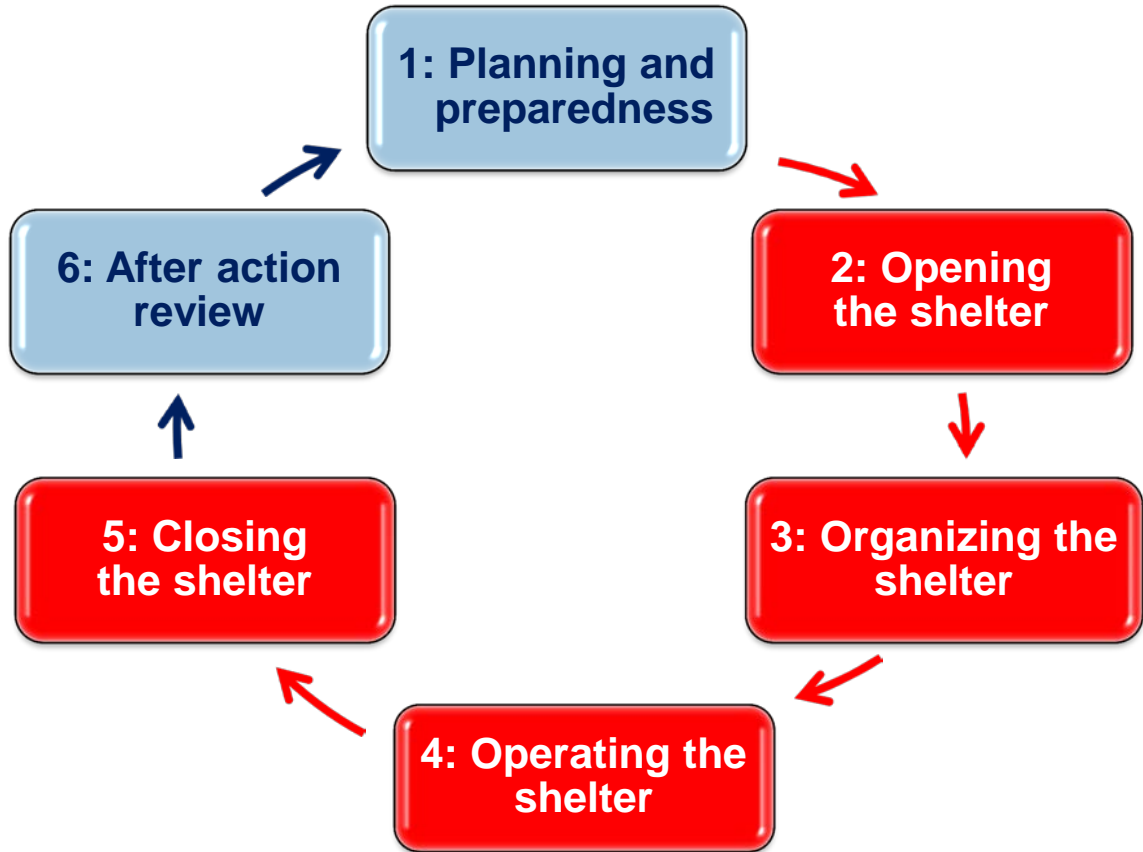 1: Planning and
preparedness
2: Opening
the shelter
3: Organizing the
shelter
4: Operating the
shelter
5: Closing
the shelter
6: After action
review